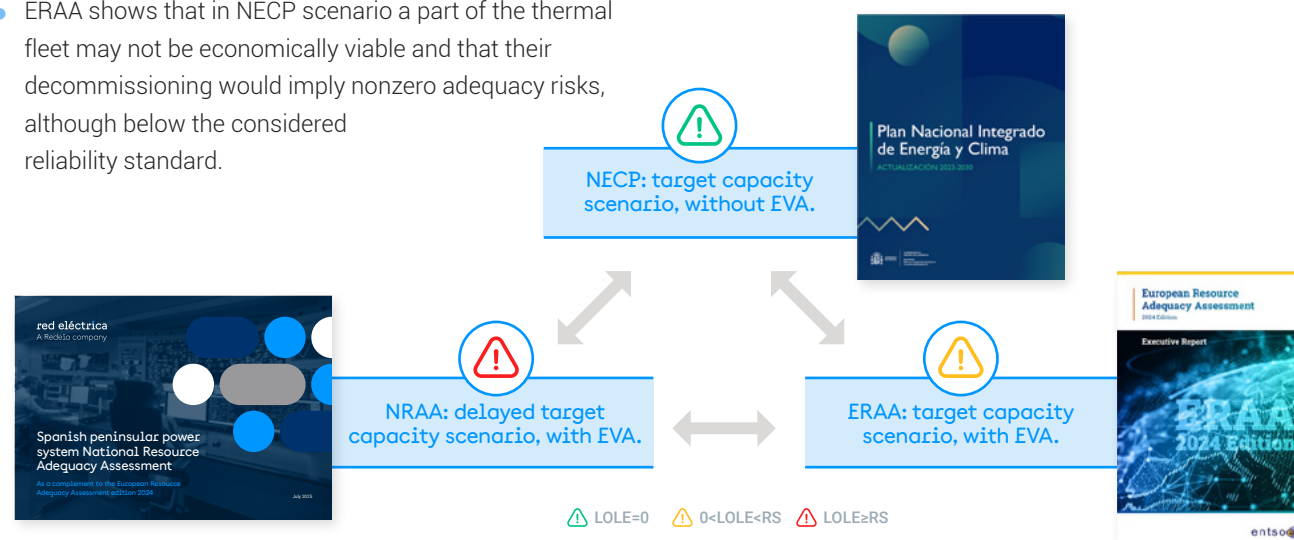 ERAA shows that in NECP scenario a part of the thermal
fleet may not be economically viable and that their
decommissioning would imply nonzero adequacy risks,
although below the considered
reliability standard.
Plan Nacional Integrado
de Energía y Clima
ACTUALIZACIÓN 2023-2030
NECP: target capacity
scenario, without EVA.
European Resource
Adequacy Assessment
2024 Edition
Executive Report
ERAA
2024 Edition
red eléctrica
A Redeia company
Spanish peninsular power
system National Resource
Adequacy Assessment
As a complement to the European Resource
Adequacy Assessment edition 2024
July 2025
NRAA: delayed target
capacity scenario, with EVA.
ERAA: target capacity
scenario, with EVA.
LOLE=0
0<LOLE<RS
LOLE≥RS
entso